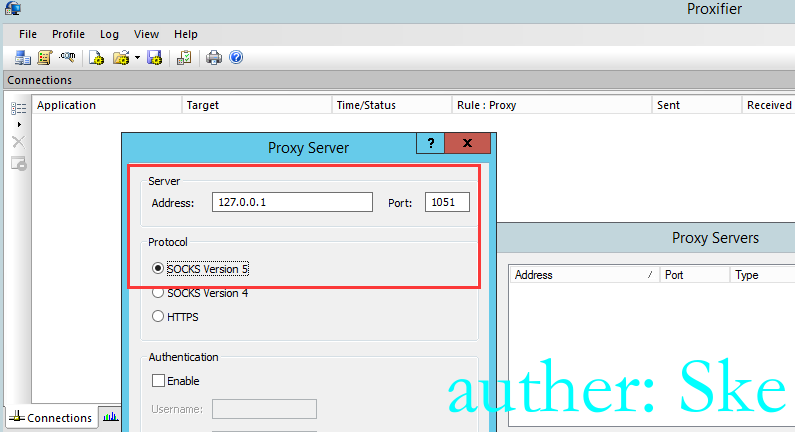 Proxifier
File Profile Log View Help
.com
Connections
Application Target Time/Status Rule : Proxy Sent Received
Proxy Server
? x
Server
Address: 127.0.0.1 Port: 1051
Protocol
SOCKS Version 5
SOCKS Version 4
HTTPS
Authentication
Enable
Username:
Proxy Servers
Address / Port Type
auther: Ske
Connections